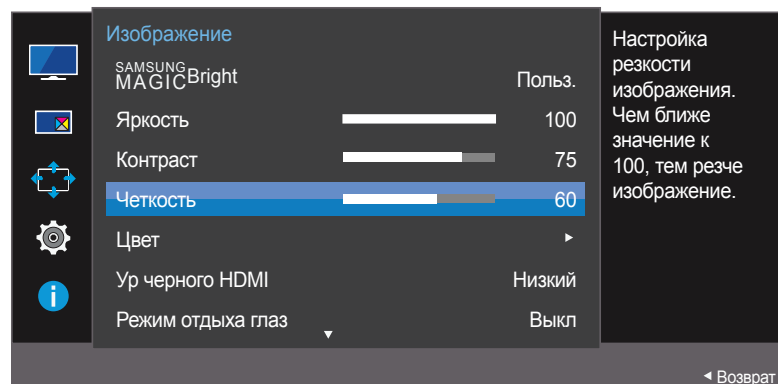 Изображение
SAMSUNG
MAGICBright Польз.
Яркость 100
Контраст 75
Четкость 60
Цвет
Ур черного HDMI Низкий
Режим отдыха глаз Выкл
Настройка
резкости
изображения.
Чем ближе
значение к
100, тем резче
изображение.
Возврат